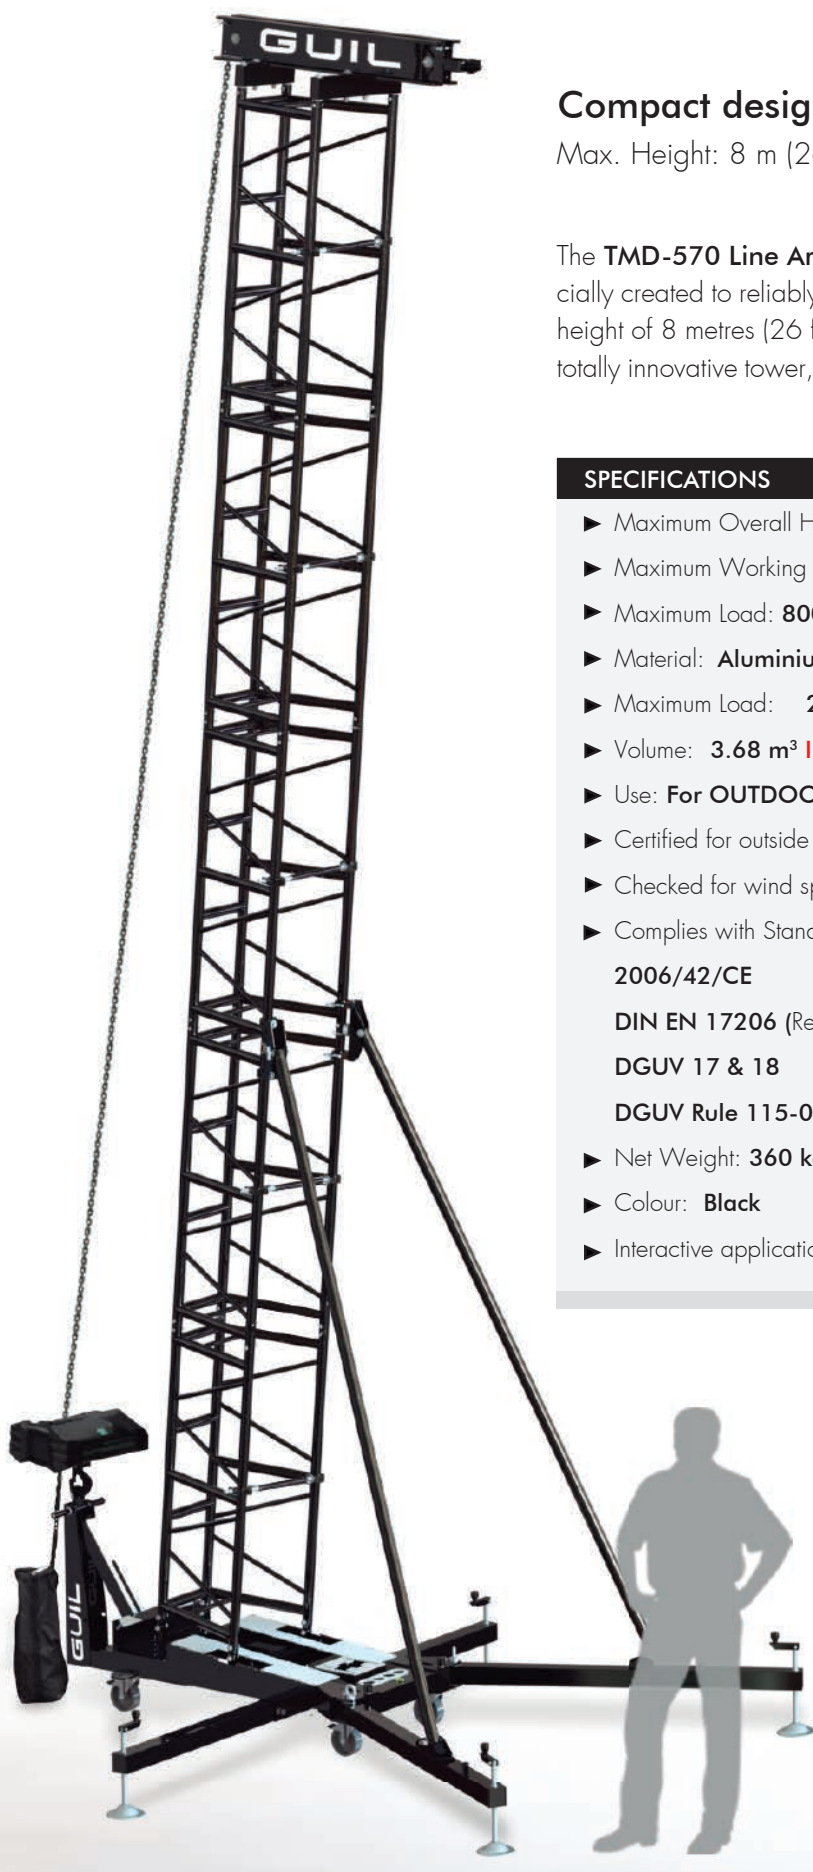 GUIL
Compact desig
Max. Height: 8 m (2
The TMD-570 Line Ar
cially created to reliably
height of 8 metres (26 f
totally innovative tower,
SPECIFICATIONS
► Maximum Overall H
► Maximum Working
► Maximum Load: 80
► Material: Aluminiu
► Maximum Load: 2
► Volume: 3.68 m³ I
► Use: For OUTDOO
► Certified for outside
► Checked for wind sp
► Complies with Stand
2006/42/CE
DIN EN 17206 (Re
DGUV 17 & 18
DGUV Rule 115-0
► Net Weight: 360 k
► Colour: Black
► Interactive applicatio
GUIL